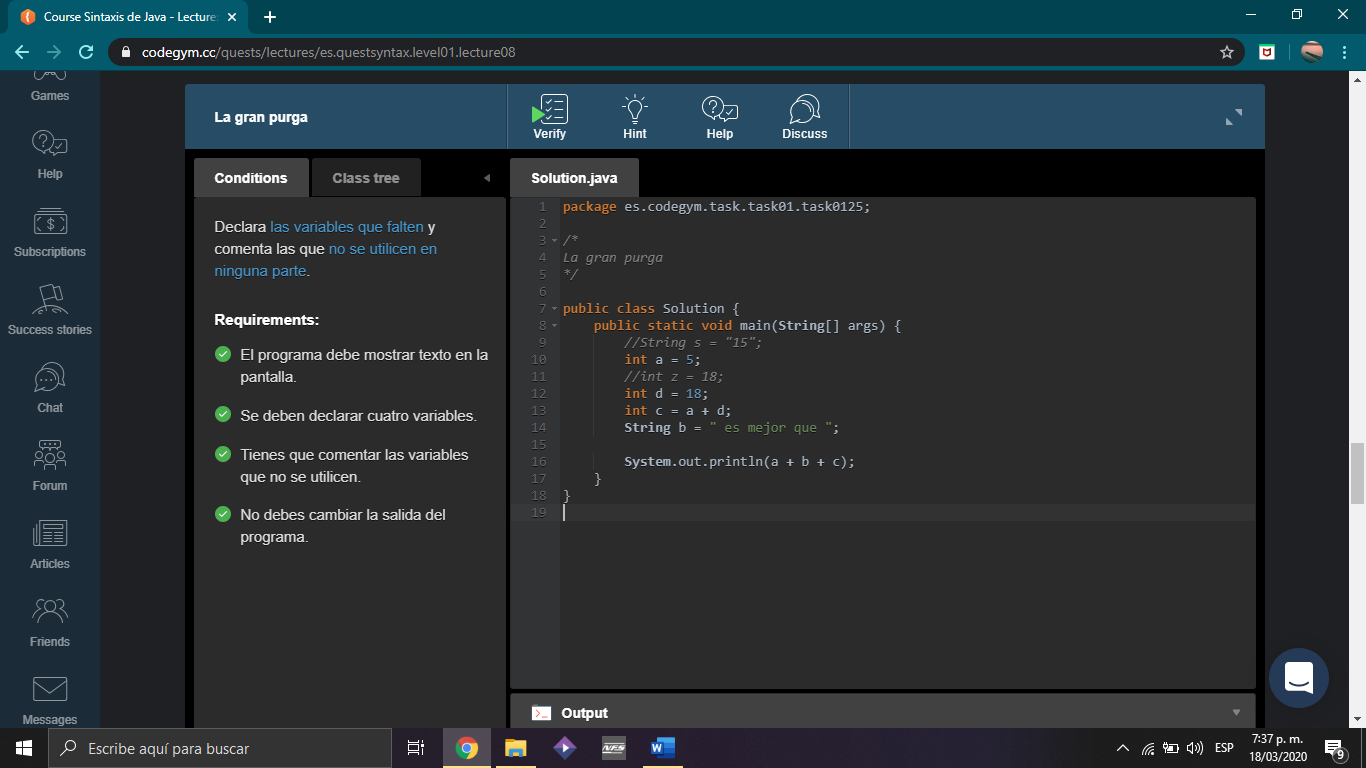 Course Sintaxis de Java - Lecture:
codegym.cc/quests/lectures/es.questsyntax.level01.lecture08
Games
Help
Subscriptions
Success stories
Chat
Forum
Articles
Friends
Messages
La gran purga
Verify
Hint
Help
Discuss
Conditions
Class tree
Declara las variables que falten y
comenta las que no se utilicen en
ninguna parte.
Requirements:
El programa debe mostrar texto en la
pantalla.
Se deben declarar cuatro variables.
Tienes que comentar las variables
que no se utilicen.
No debes cambiar la salida del
programa.
Solution.java
1 package es.codegym.task.task01.task0125;
2
3 /*
4 La gran purga
5 */
6
7 public class Solution {
8 public static void main(String[] args) {
9 //String s = "15";
10 int a = 5;
11 //int z = 18;
12 int d = 18;
13 int c = a + d;
14 String b = " es mejor que ";
15
16 System.out.println(a + b + c);
17 }
18 }
19
Output
Escribe aquí para buscar
NFS
W
ESP
7:37 p. m.
18/03/2020
9